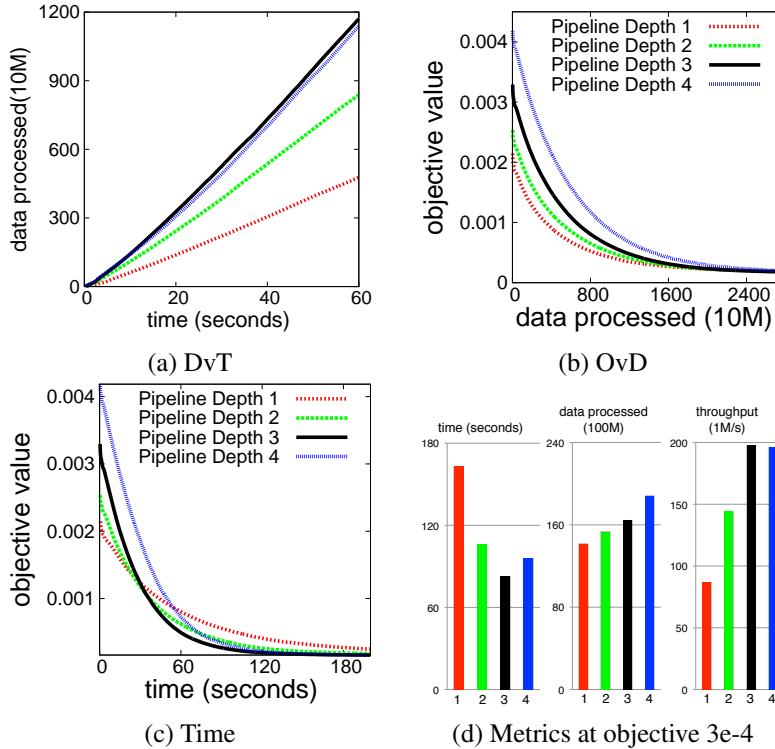 1200
900
600
300
0
data processed(10M)
0 20 40 60
time (seconds)
(a) DvT
0.004
0.003
0.002
0.001
objective value
Pipeline Depth 1
Pipeline Depth 2
Pipeline Depth 3
Pipeline Depth 4
0 800 1600 2400
data processed (10M)
(b) OvD
0.004
0.003
0.002
0.001
objective value
Pipeline Depth 1
Pipeline Depth 2
Pipeline Depth 3
Pipeline Depth 4
0 60 120 180
time (seconds)
(c) Time
time (seconds)
180
120
60
0
1 2 3 4
data processed
(100M)
240
160
80
0
1 2 3 4
throughput
(1M/s)
200
150
100
50
0
1 2 3 4
(d) Metrics at objective 3e-4